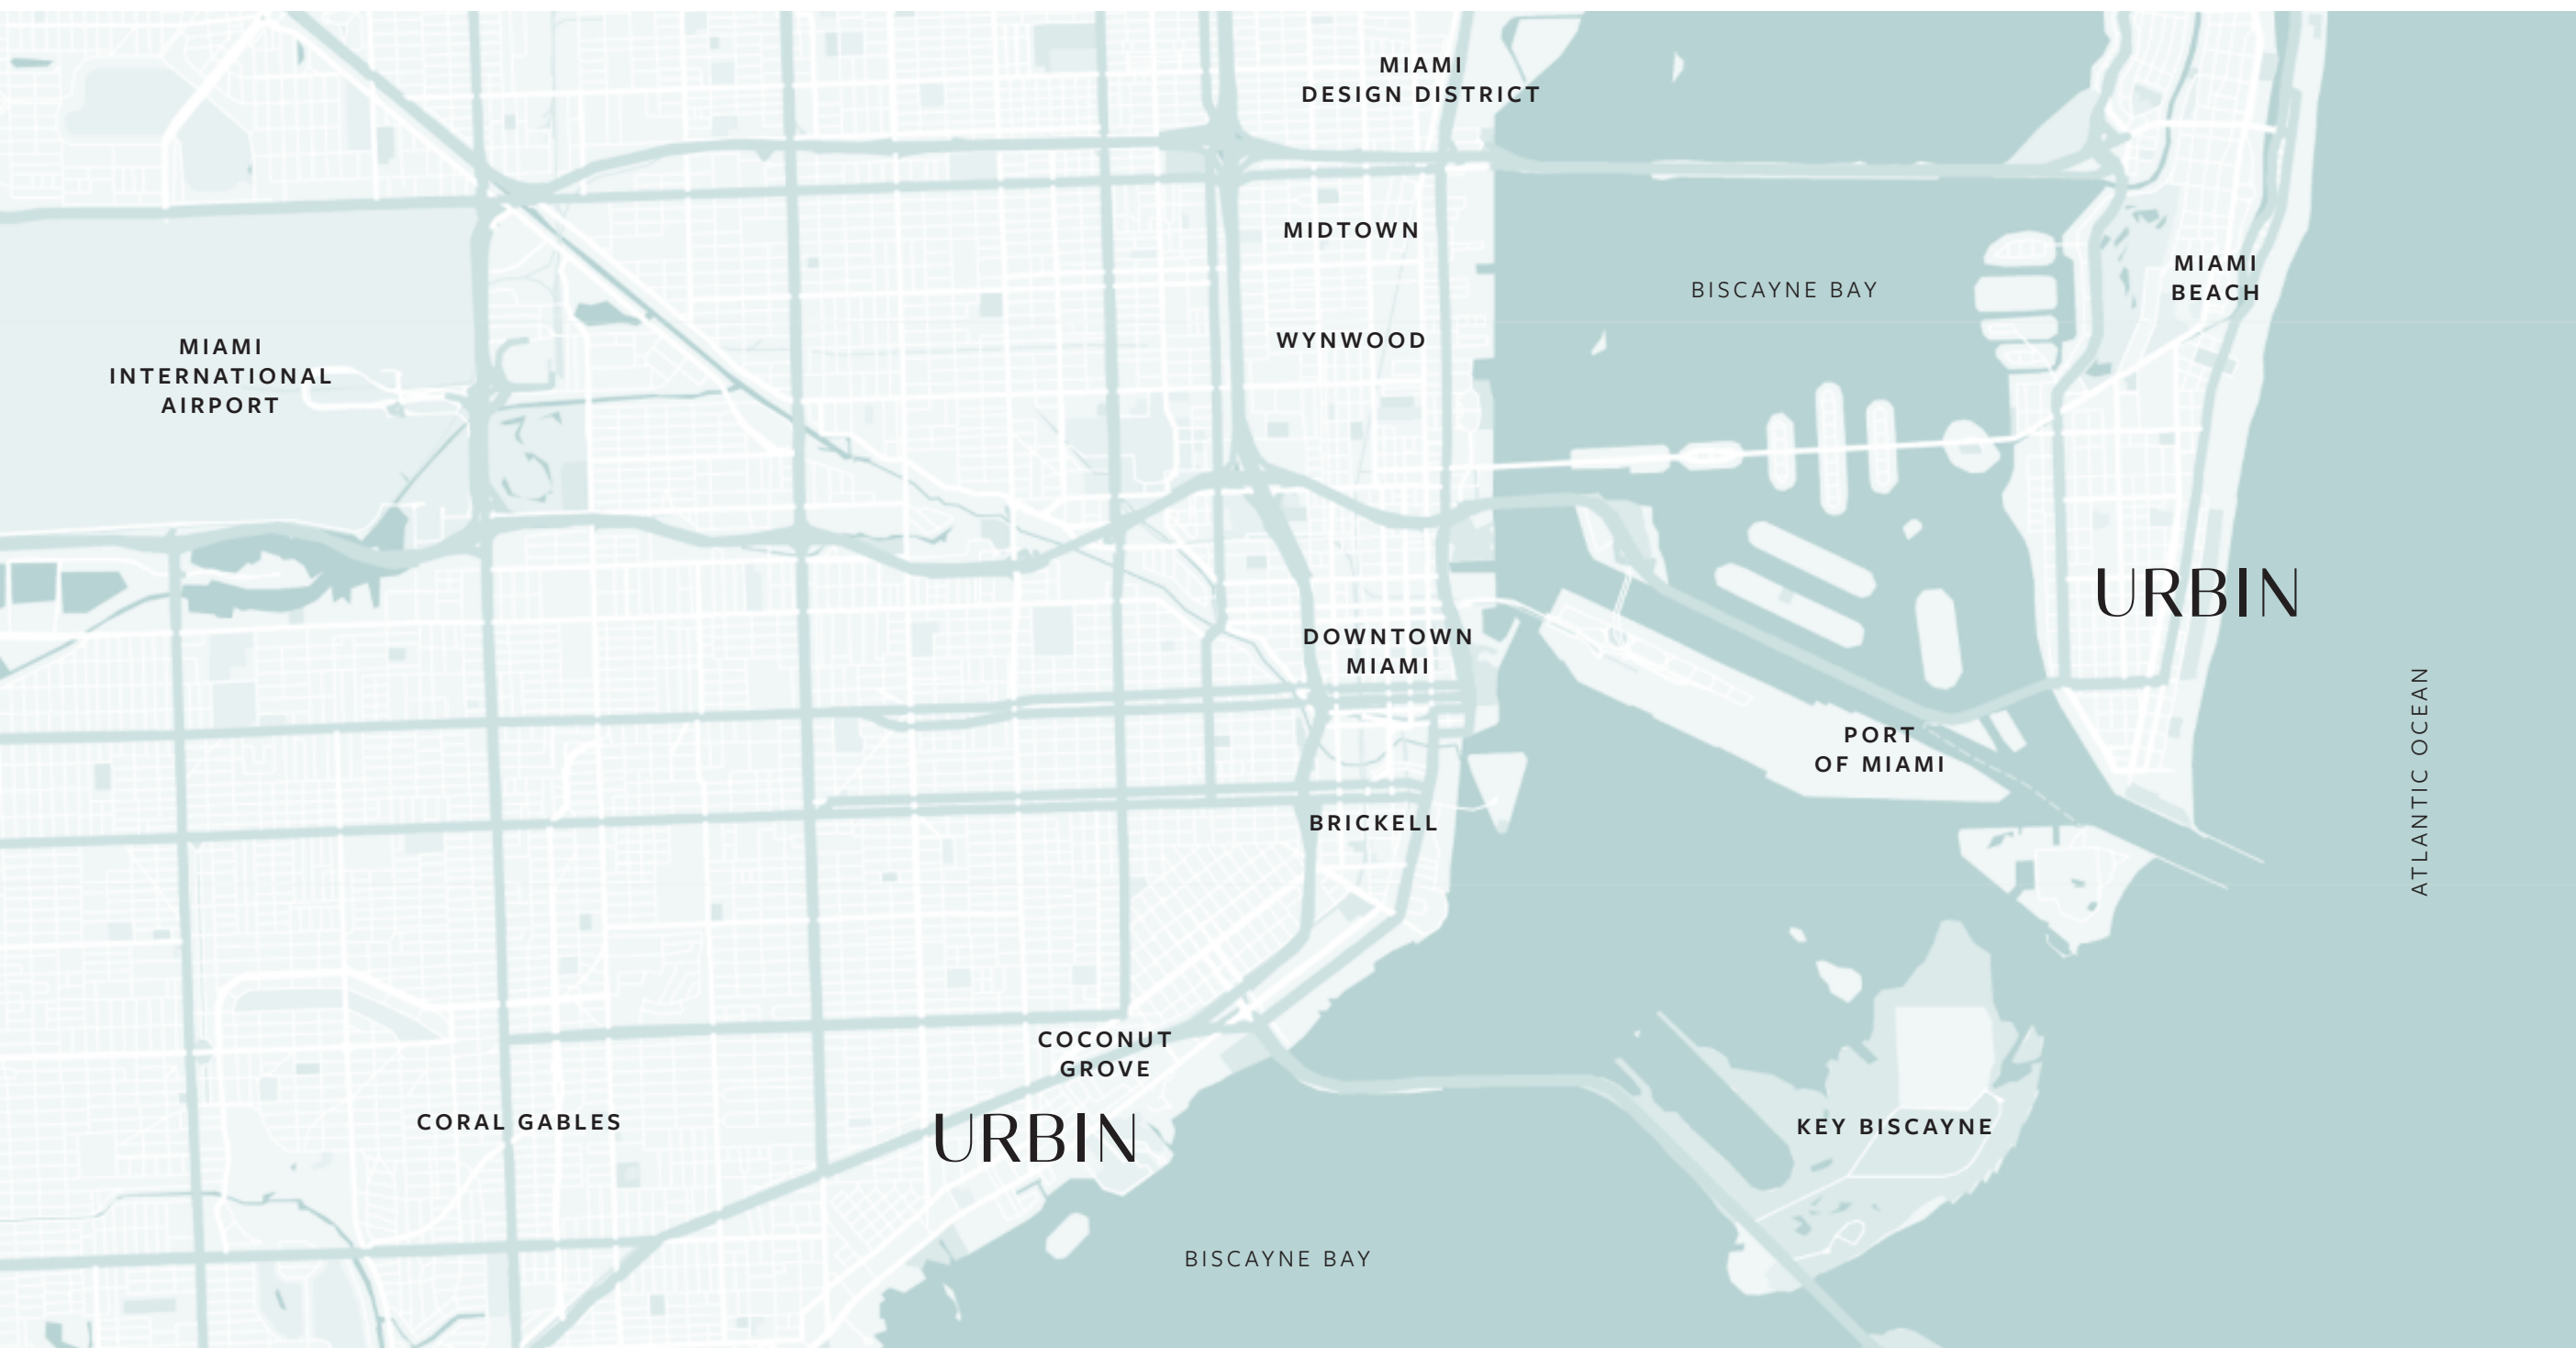 MIAMI
DESIGN DISTRICT
MIDTOWN
BISCAYNE BAY
MIAMI
BEACH
WYNWOOD
MIAMI
INTERNATIONAL
AIRPORT
URBIN
DOWNTOWN
MIAMI
PORT
OF MIAMI
ATLANTIC OCEAN
BRICKELL
COCONUT
GROVE
CORAL GABLES
URBIN
KEY BISCAYNE
BISCAYNE BAY